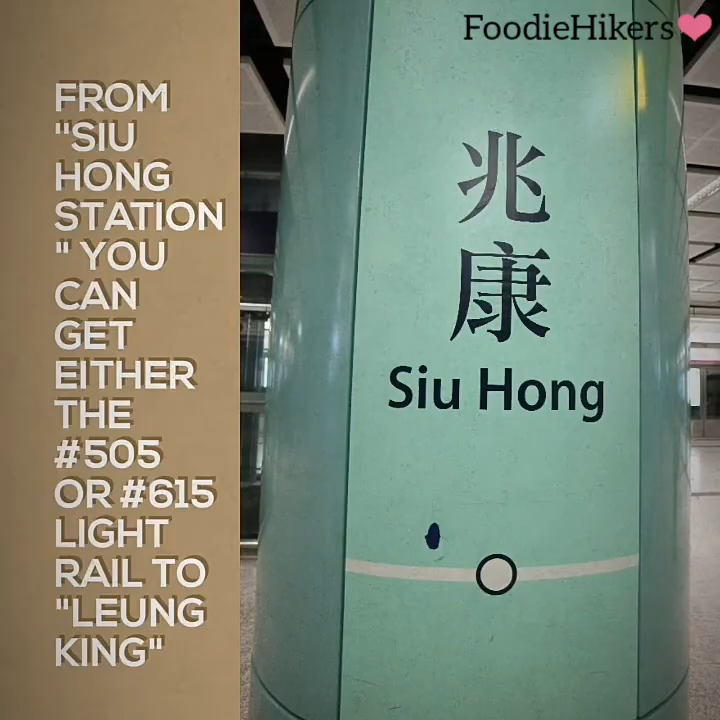 FoodieHikers❤
FROM
"SIU
HONG
STATION
" YOU
CAN
GET
EITHER
THE
#505
OR #615
LIGHT
RAIL TO
"LEUNG
KING"
兆
康
Siu Hong